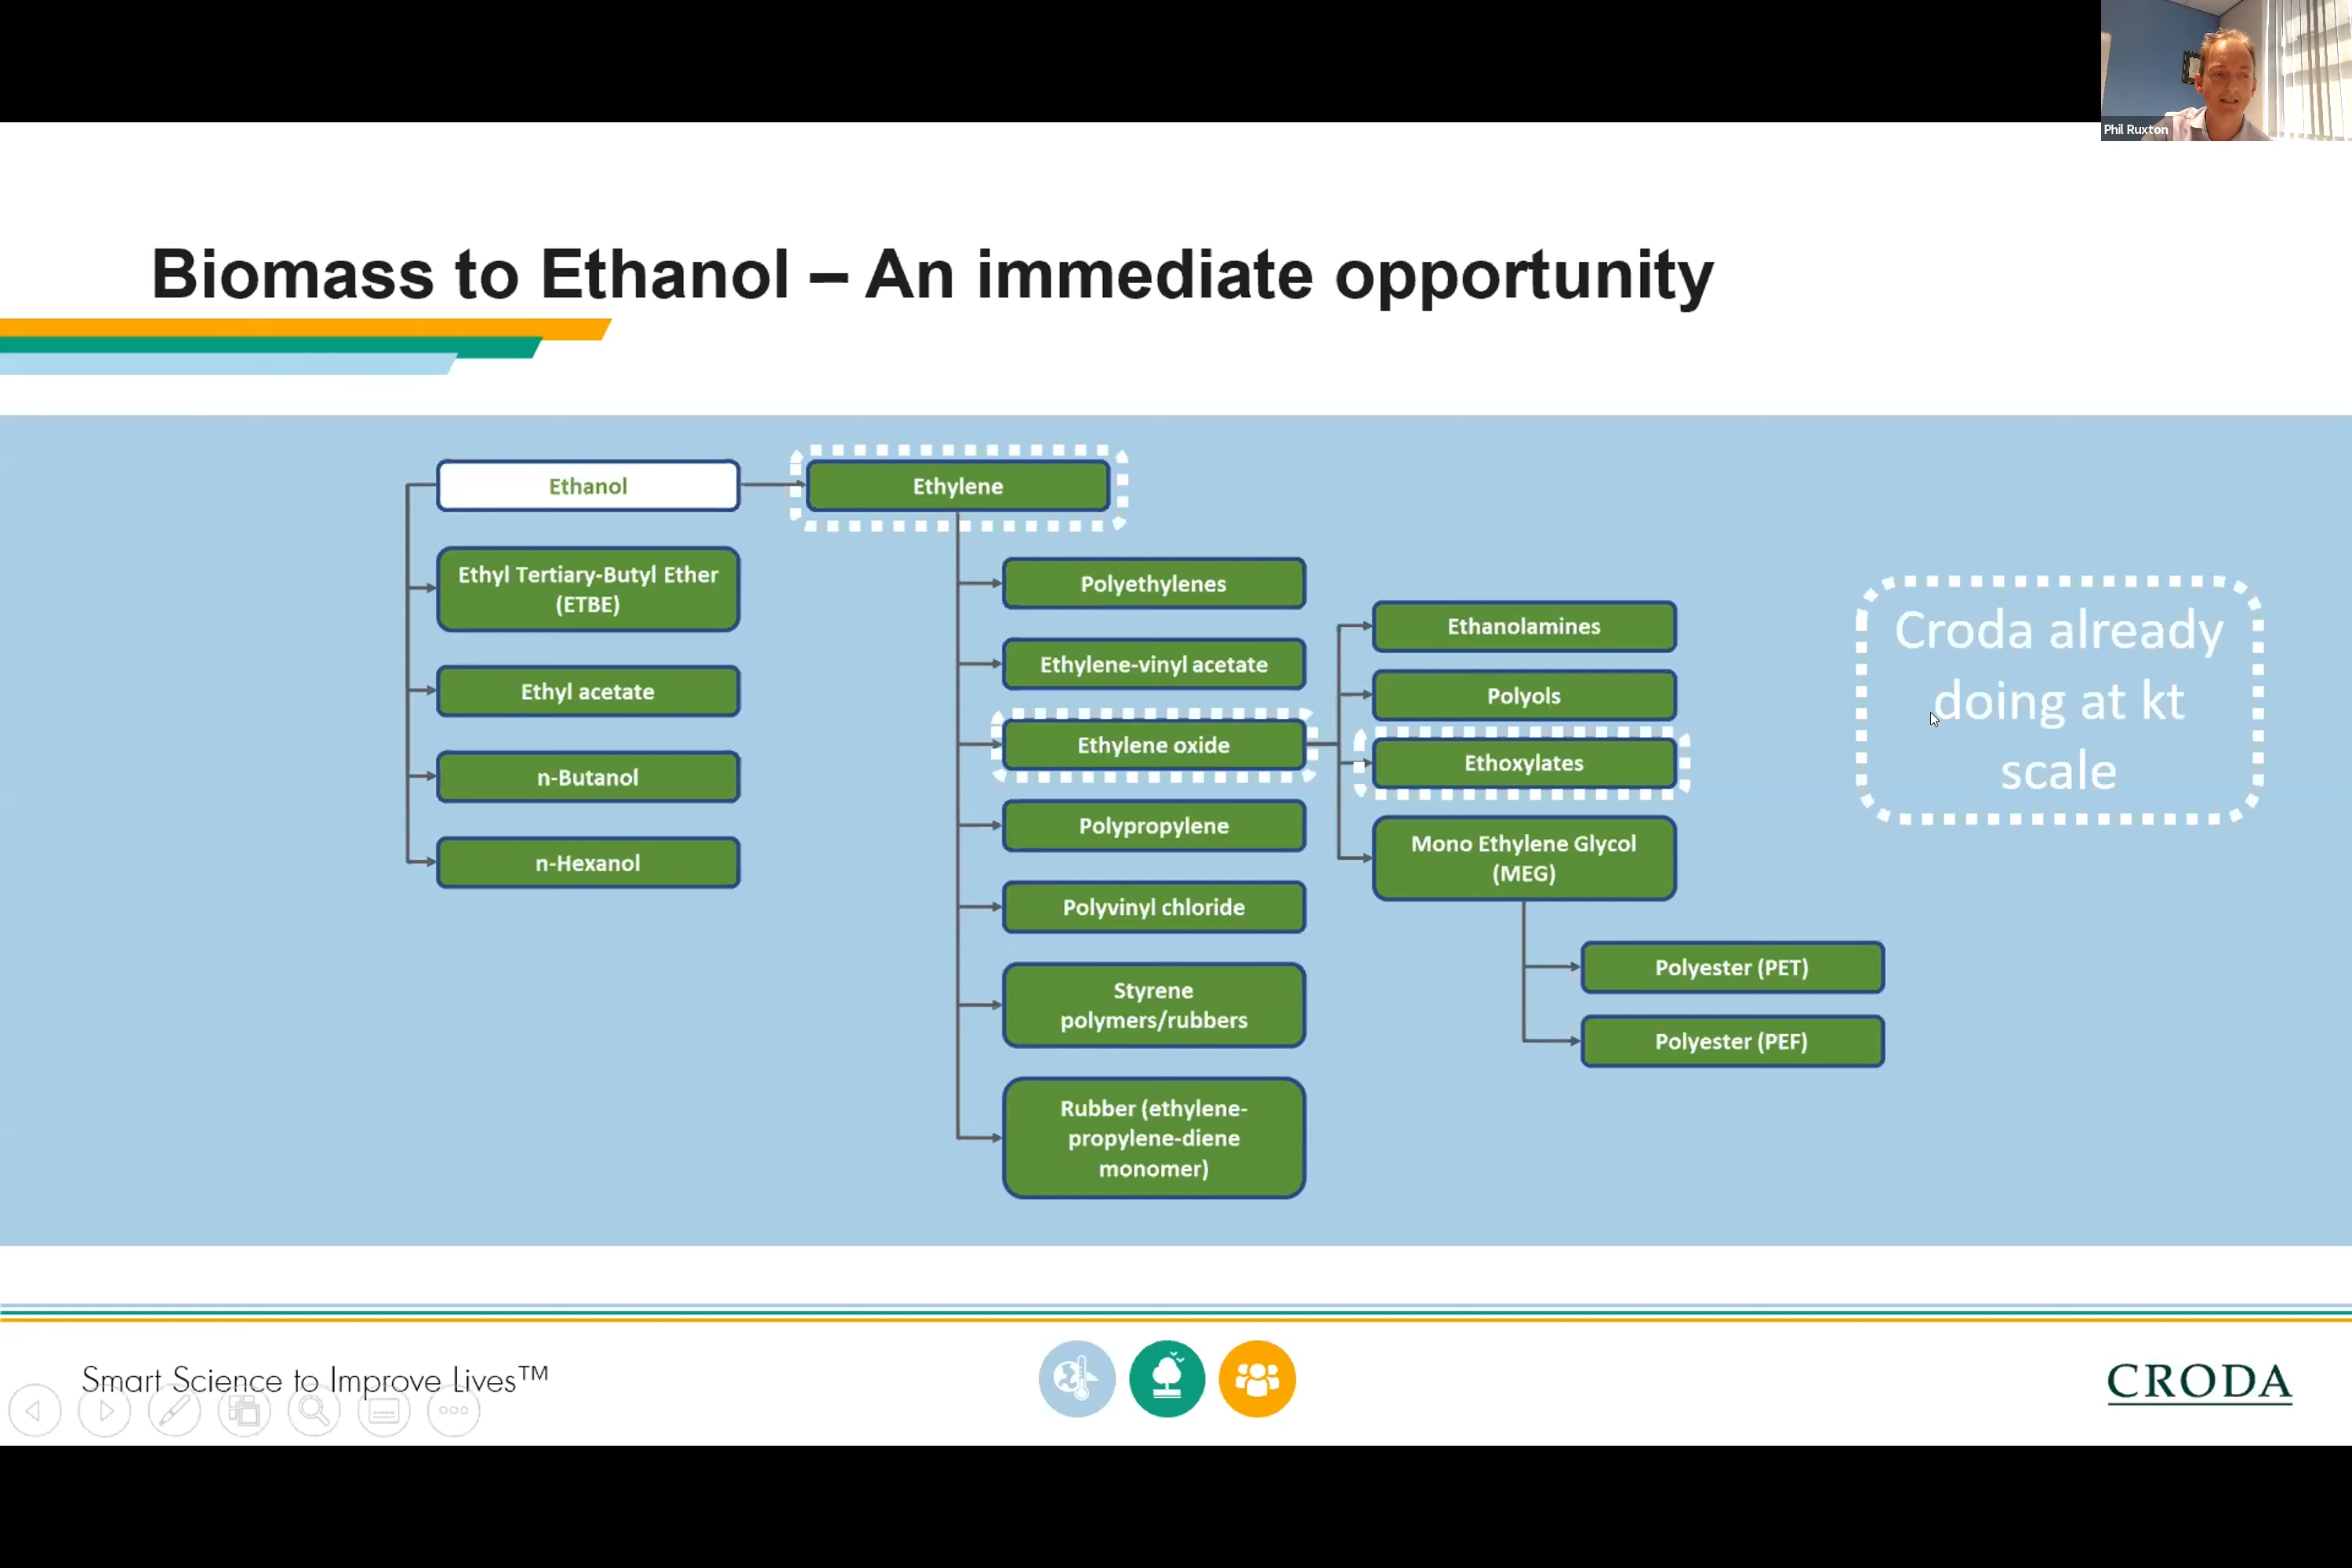 Phil Ruxton
Biomass to Ethanol – An immediate opportunity
Ethanol
Ethylene
Ethyl Tertiary-Butyl Ether
(ETBE)
Ethyl acetate
n-Butanol
n-Hexanol
Polyethylenes
Ethylene-vinyl acetate
Ethylene oxide
Polypropylene
Polyvinyl chloride
Styrene
polymers/rubbers
Rubber (ethylene-
propylene-diene
monomer)
Ethanolamines
Polyols
Ethoxylates
Mono Ethylene Glycol
(MEG)
Polyester (PET)
Polyester (PEF)
Croda already
doing at kt
scale
Smart Science to Improve Lives™
CRODA